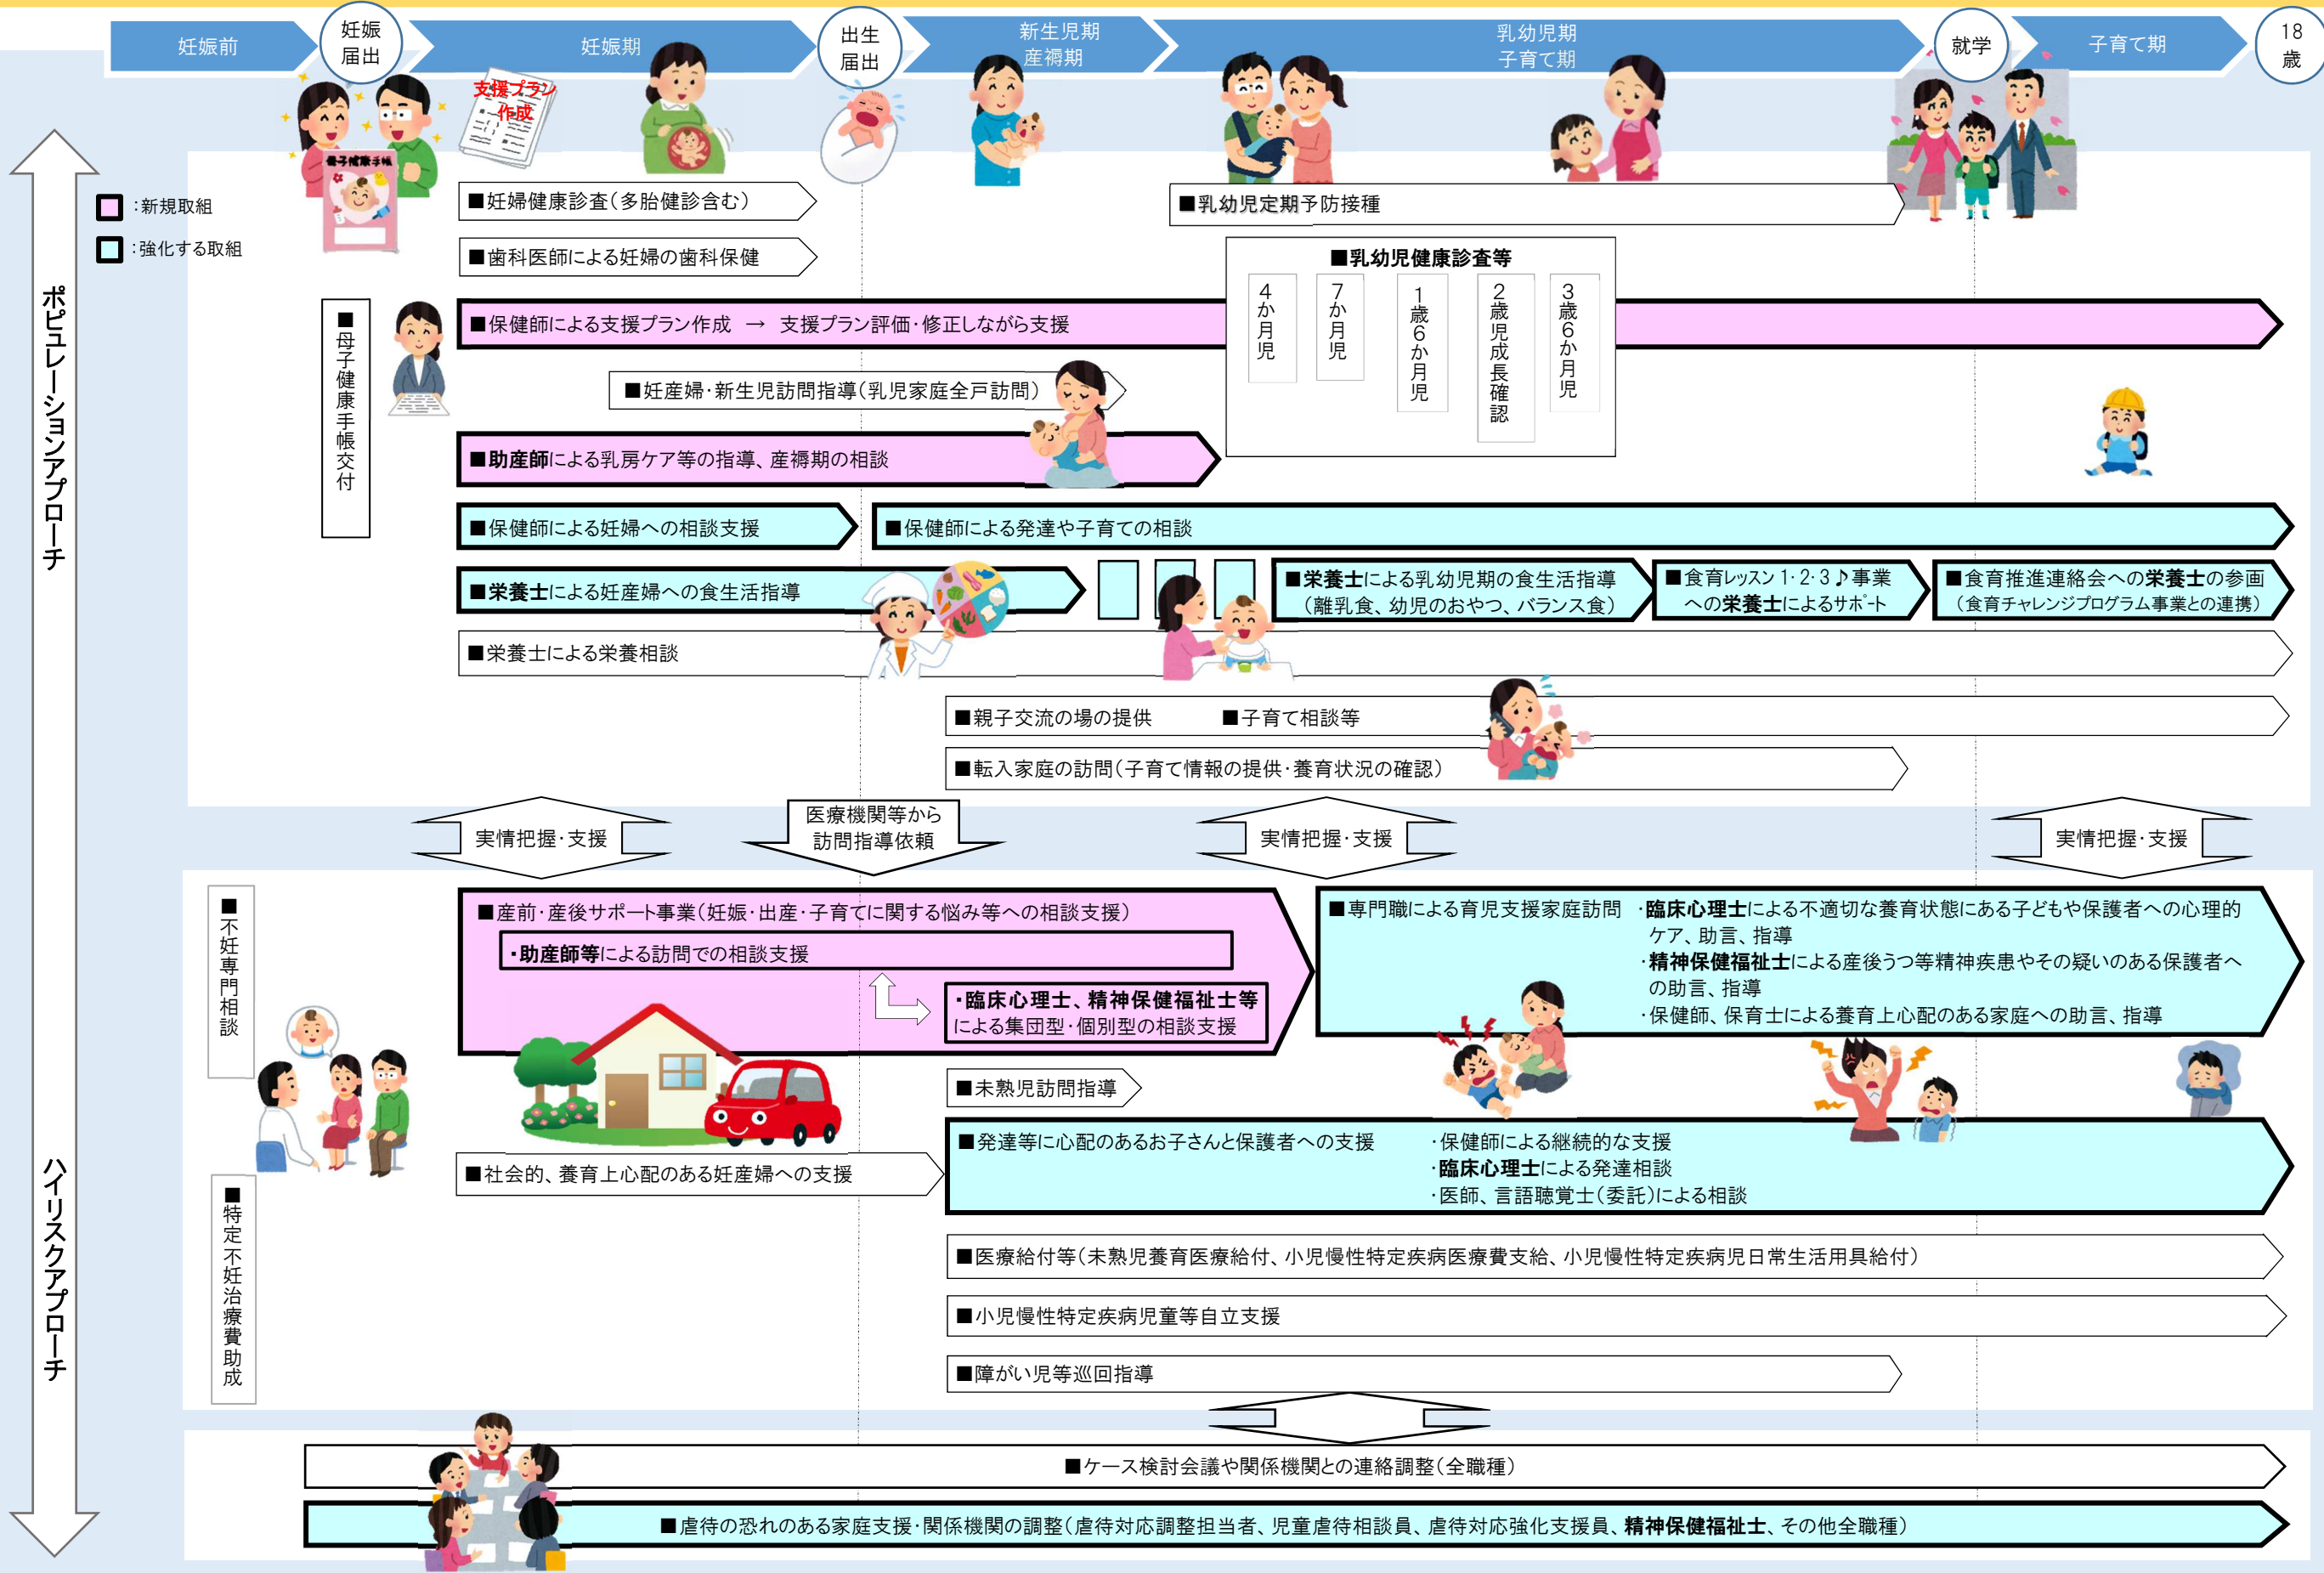 妊娠前
妊娠
届出
妊娠期
出生
届出
新生児期
産褥期
乳幼児期
子育て期
就学
子育て期
18
歳
支援プラン
作成
母子健康手帳
:新規取組
:強化する取組
ポピュレーションアプローチ
ハイリスクアプローチ
■母子健康手帳交付
■妊婦健康診査(多胎健診含む)
■乳幼児定期予防接種
■歯科医師による妊婦の歯科保健
■乳幼児健康診査等
4か月児
7か月児
1歳6か月児
2歳児成長確認
3歳6か月児
■保健師による支援プラン作成 → 支援プラン評価・修正しながら支援
■妊産婦・新生児訪問指導(乳児家庭全戸訪問)
■助産師による乳房ケア等の指導、産褥期の相談
■保健師による妊婦への相談支援
■保健師による発達や子育ての相談
■栄養士による妊産婦への食生活指導
■栄養士による乳幼児期の食生活指導
(離乳食、幼児のおやつ、バランス食)
■食育レッスン1・2・3♪事業
への栄養士によるサポート
■食育推進連絡会への栄養士の参画
(食育チャレンジプログラム事業との連携)
■栄養士による栄養相談
■親子交流の場の提供 ■子育て相談等
■転入家庭の訪問(子育て情報の提供・養育状況の確認)
実情把握・支援
医療機関等から
訪問指導依頼
実情把握・支援
実情把握・支援
■不妊専門相談
■特定不妊治療費助成
■産前・産後サポート事業(妊娠・出産・子育てに関する悩み等への相談支援)
・助産師等による訪問での相談支援
・臨床心理士、精神保健福祉士等
による集団型・個別型の相談支援
■専門職による育児支援家庭訪問 ・臨床心理士による不適切な養育状態にある子どもや保護者への心理的
ケア、助言、指導
・精神保健福祉士による産後うつ等精神疾患やその疑いのある保護者へ
の助言、指導
・保健師、保育士による養育上心配のある家庭への助言、指導
■未熟児訪問指導
■社会的、養育上心配のある妊産婦への支援
■発達等に心配のあるお子さんと保護者への支援 ・保健師による継続的な支援
・臨床心理士による発達相談
・医師、言語聴覚士(委託)による相談
■医療給付等(未熟児養育医療給付、小児慢性特定疾病医療費支給、小児慢性特定疾病児日常生活用具給付)
■小児慢性特定疾病児童等自立支援
■障がい児等巡回指導
■ケース検討会議や関係機関との連絡調整(全職種)
■虐待の恐れのある家庭支援・関係機関の調整(虐待対応調整担当者、児童虐待相談員、虐待対応強化支援員、精神保健福祉士、その他全職種)